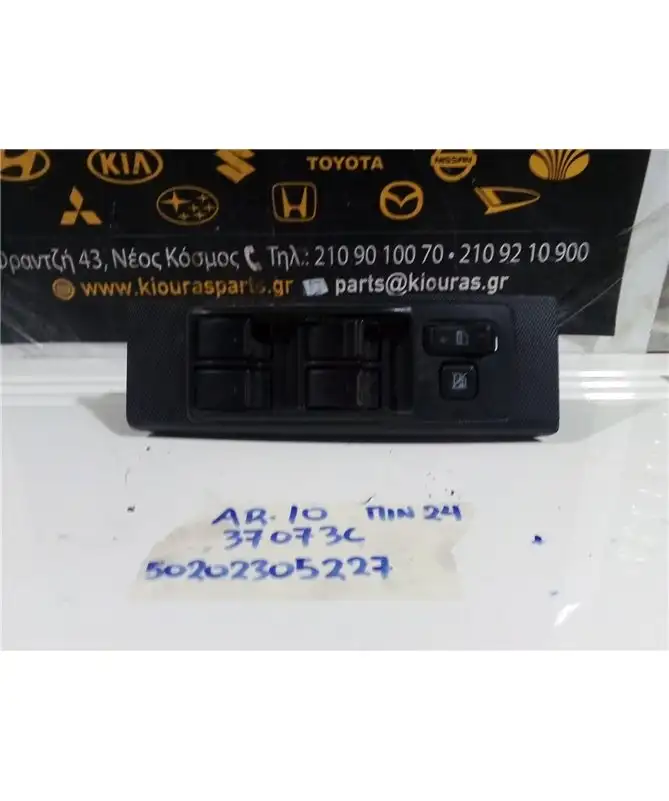 KIA TOYOTA NISSAN
Φραντζή 43, Νέος Κόσμος Τηλ.: 210 90 100 70 • 210 92 10 900
www.kiourasparts.gr parts@kiouras.gr
AR-10 ΠΙΝ 24
37073C
50202305227